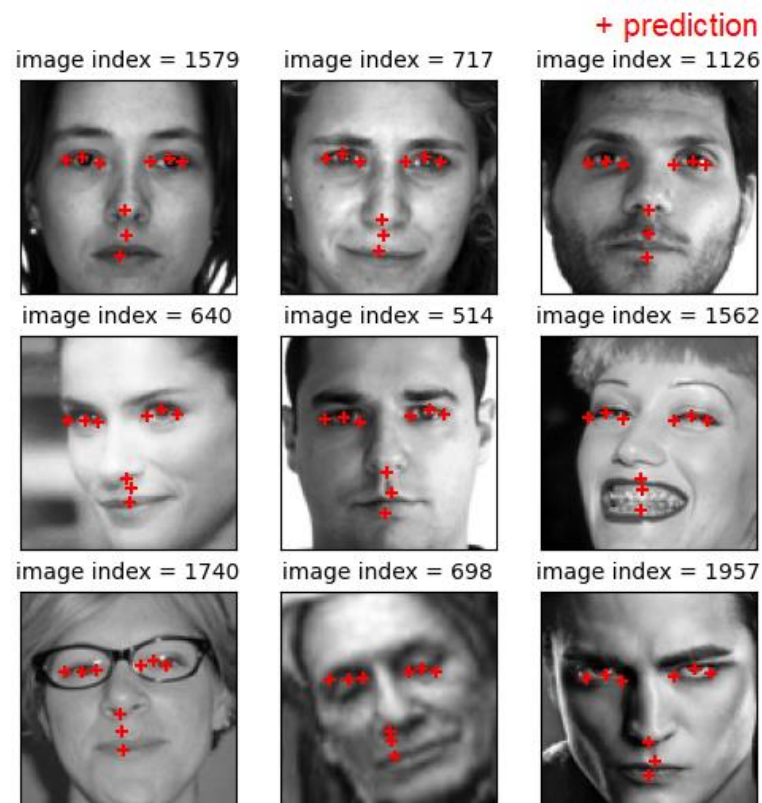 + prediction
image index = 1579
image index = 717
image index = 1126
image index = 640
image index = 514
image index = 1562
image index = 1740
image index = 698
image index = 1957